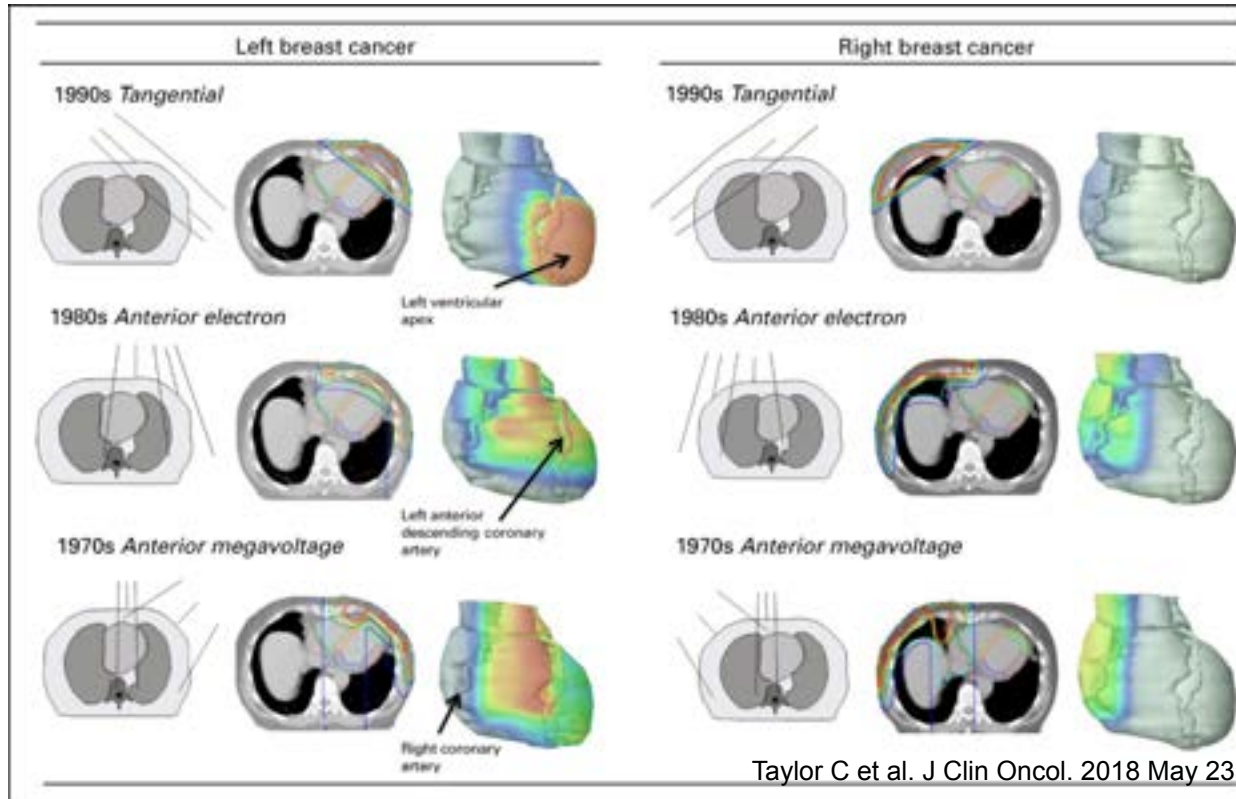 Left breast cancer
Right breast cancer
1990s Tangential
1990s Tangential
Left ventricular
apex
1980s Anterior electron
1980s Anterior electron
Left anterior
descending coronary
artery
1970s Anterior megavoltage
1970s Anterior megavoltage
Right coronary
artery
Taylor C et al. J Clin Oncol. 2018 May 23